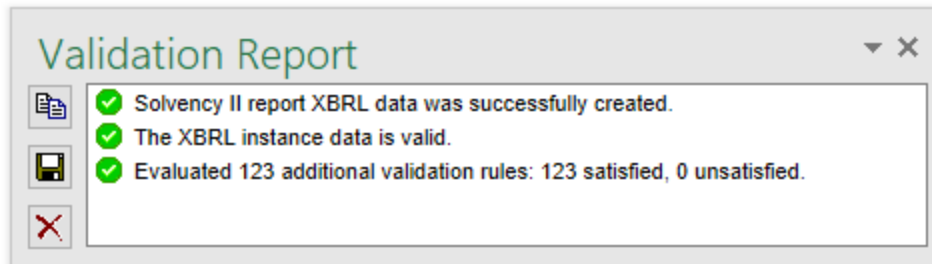 Validation Report
Solvency II report XBRL data was successfully created.
The XBRL instance data is valid.
Evaluated 123 additional validation rules: 123 satisfied, 0 unsatisfied.